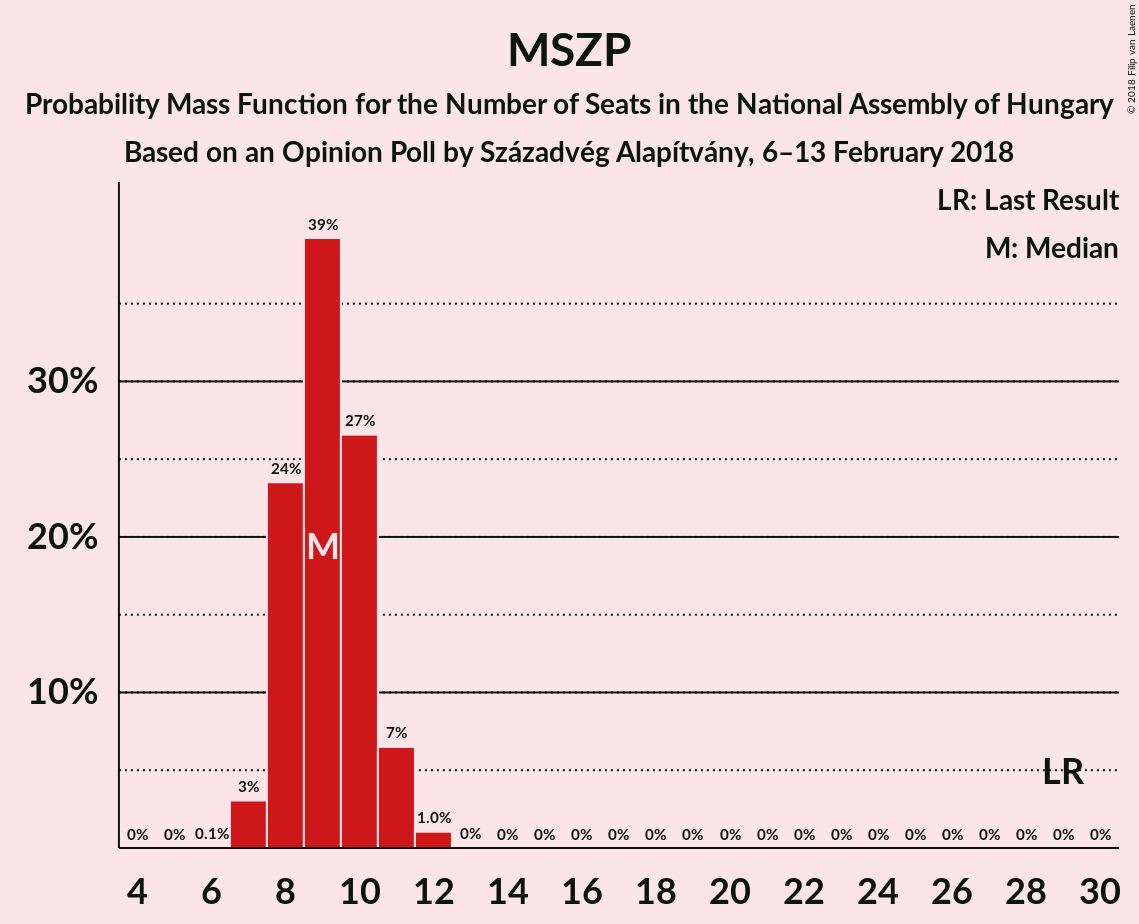 MSZP
Probability Mass Function for the Number of Seats in the National Assembly of Hungary
Based on an Opinion Poll by Századvég Alapítvány, 6–13 February 2018
© 2018 Filip van Laenen
LR: Last Result
M: Median
39%
30%
27%
24%
20%
M
10%
7%
LR
3%
0% 0% 0.1% 1.0% 0% 0% 0% 0% 0% 0% 0% 0% 0% 0% 0% 0% 0% 0% 0% 0% 0% 0%
4 6 8 10 12 14 16 18 20 22 24 26 28 30